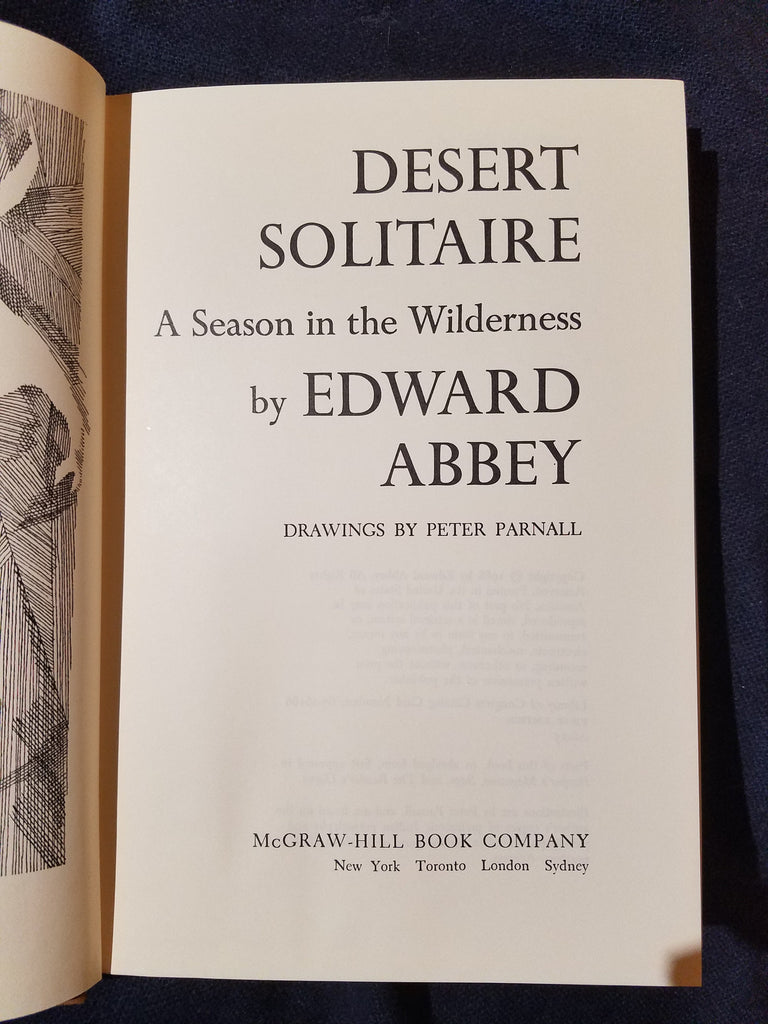 DESERT
SOLITAIRE
A Season in the Wilderness
by EDWARD
ABBEY
DRAWINGS BY PETER PARNALL
McGRAW-HILL BOOK COMPANY
New York Toronto London Sydney